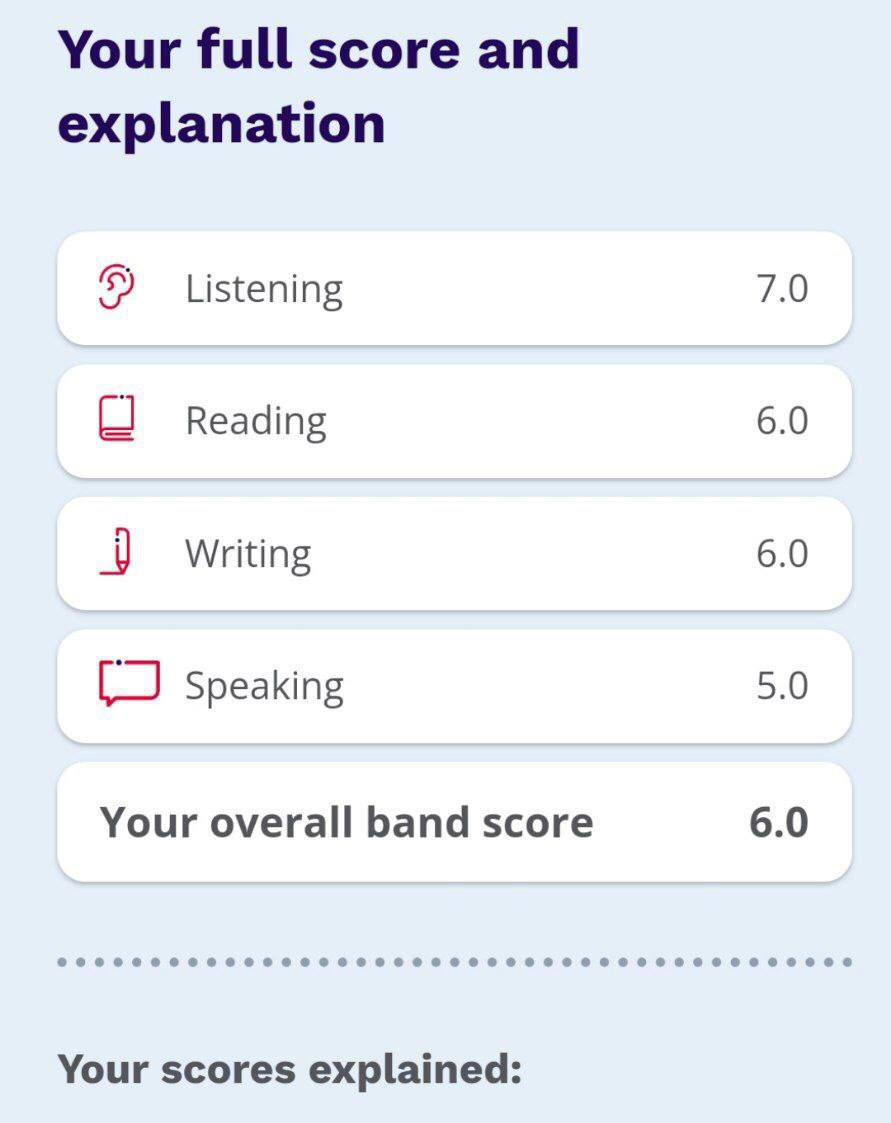 Your full score and
explanation
Listening 7.0
Reading 6.0
Writing 6.0
Speaking 5.0
Your overall band score 6.0
Your scores explained: